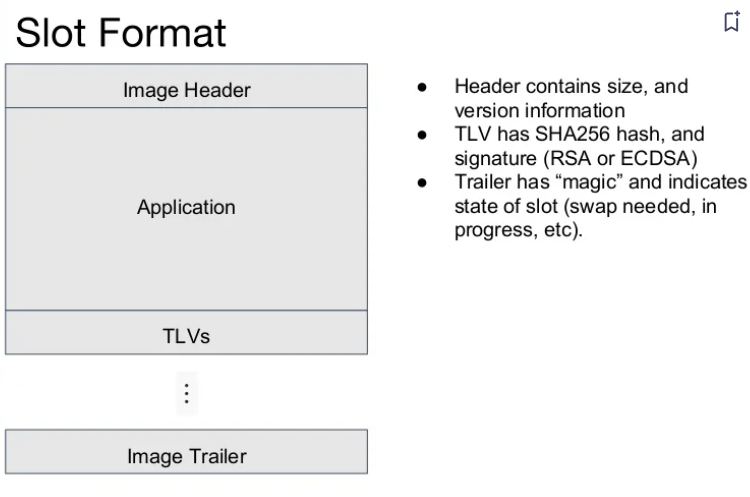 Slot Format
Image Header
Application
TLVs
Image Trailer
● Header contains size, and
version information
● TLV has SHA256 hash, and
signature (RSA or ECDSA)
● Trailer has “magic” and indicates
state of slot (swap needed, in
progress, etc).